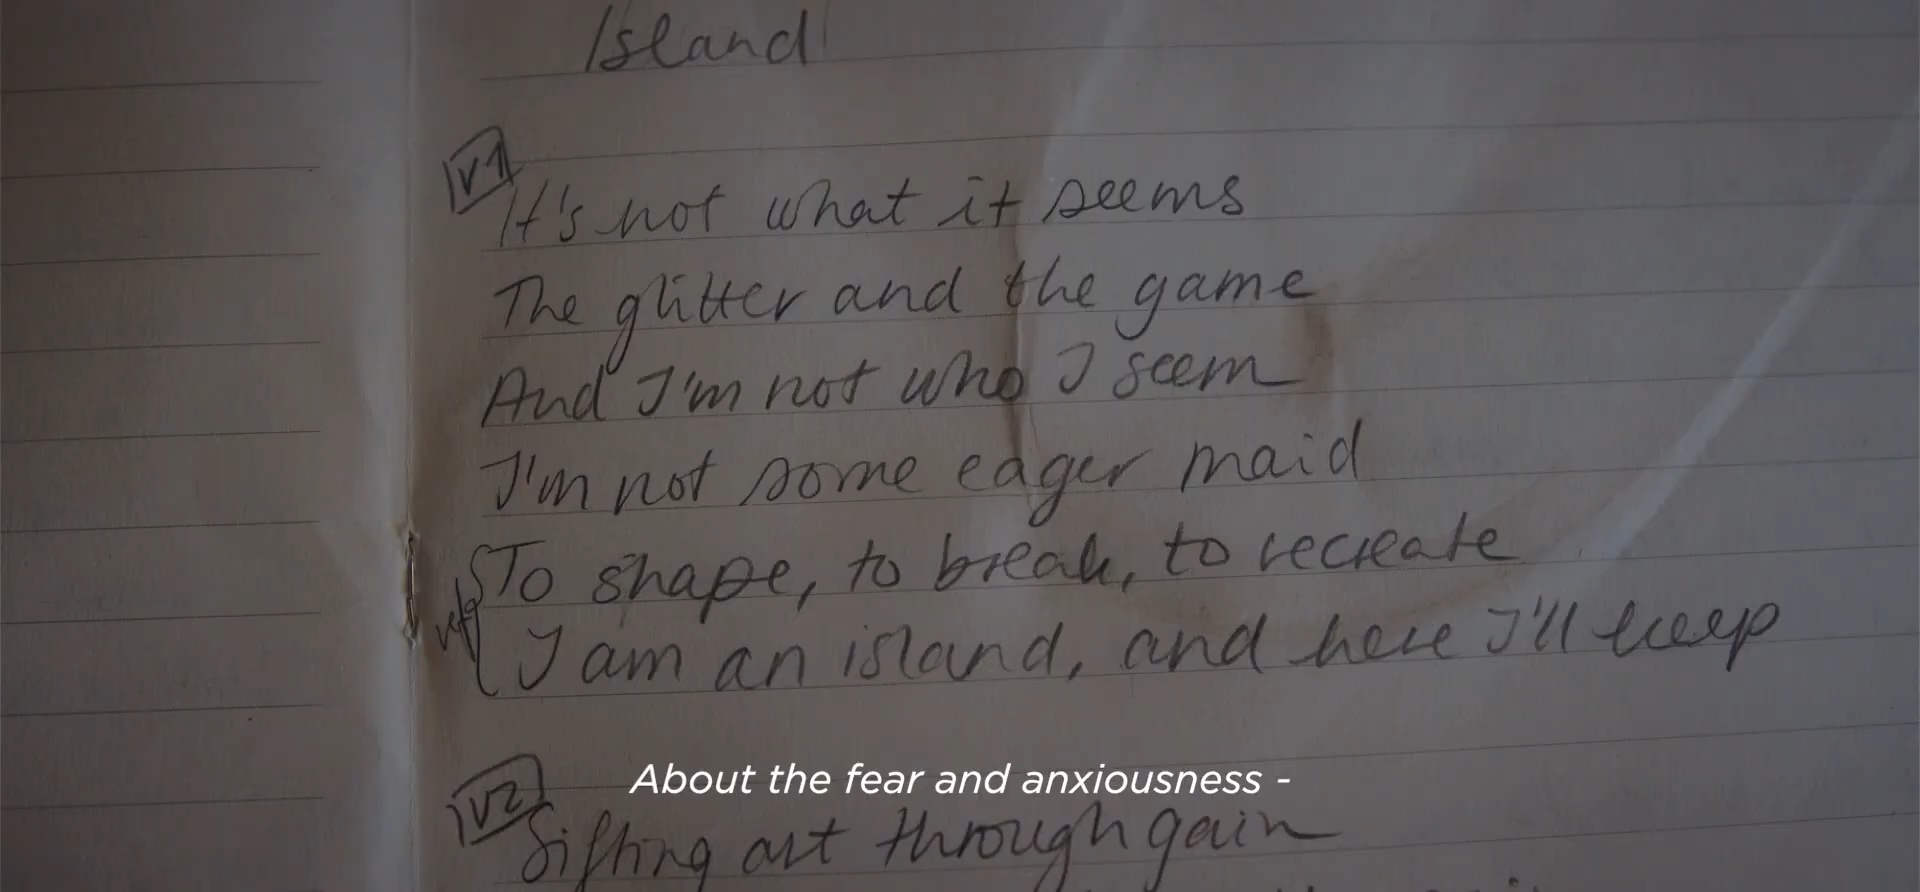 Island
V1
It's not what it seems
The glitter and the game
And I'm not who I seem
I'm not some eager maid
To shape, to break, to recreate
I am an island, and here I'll keep
About the fear and anxiousness -
V2
Sifting art through gain